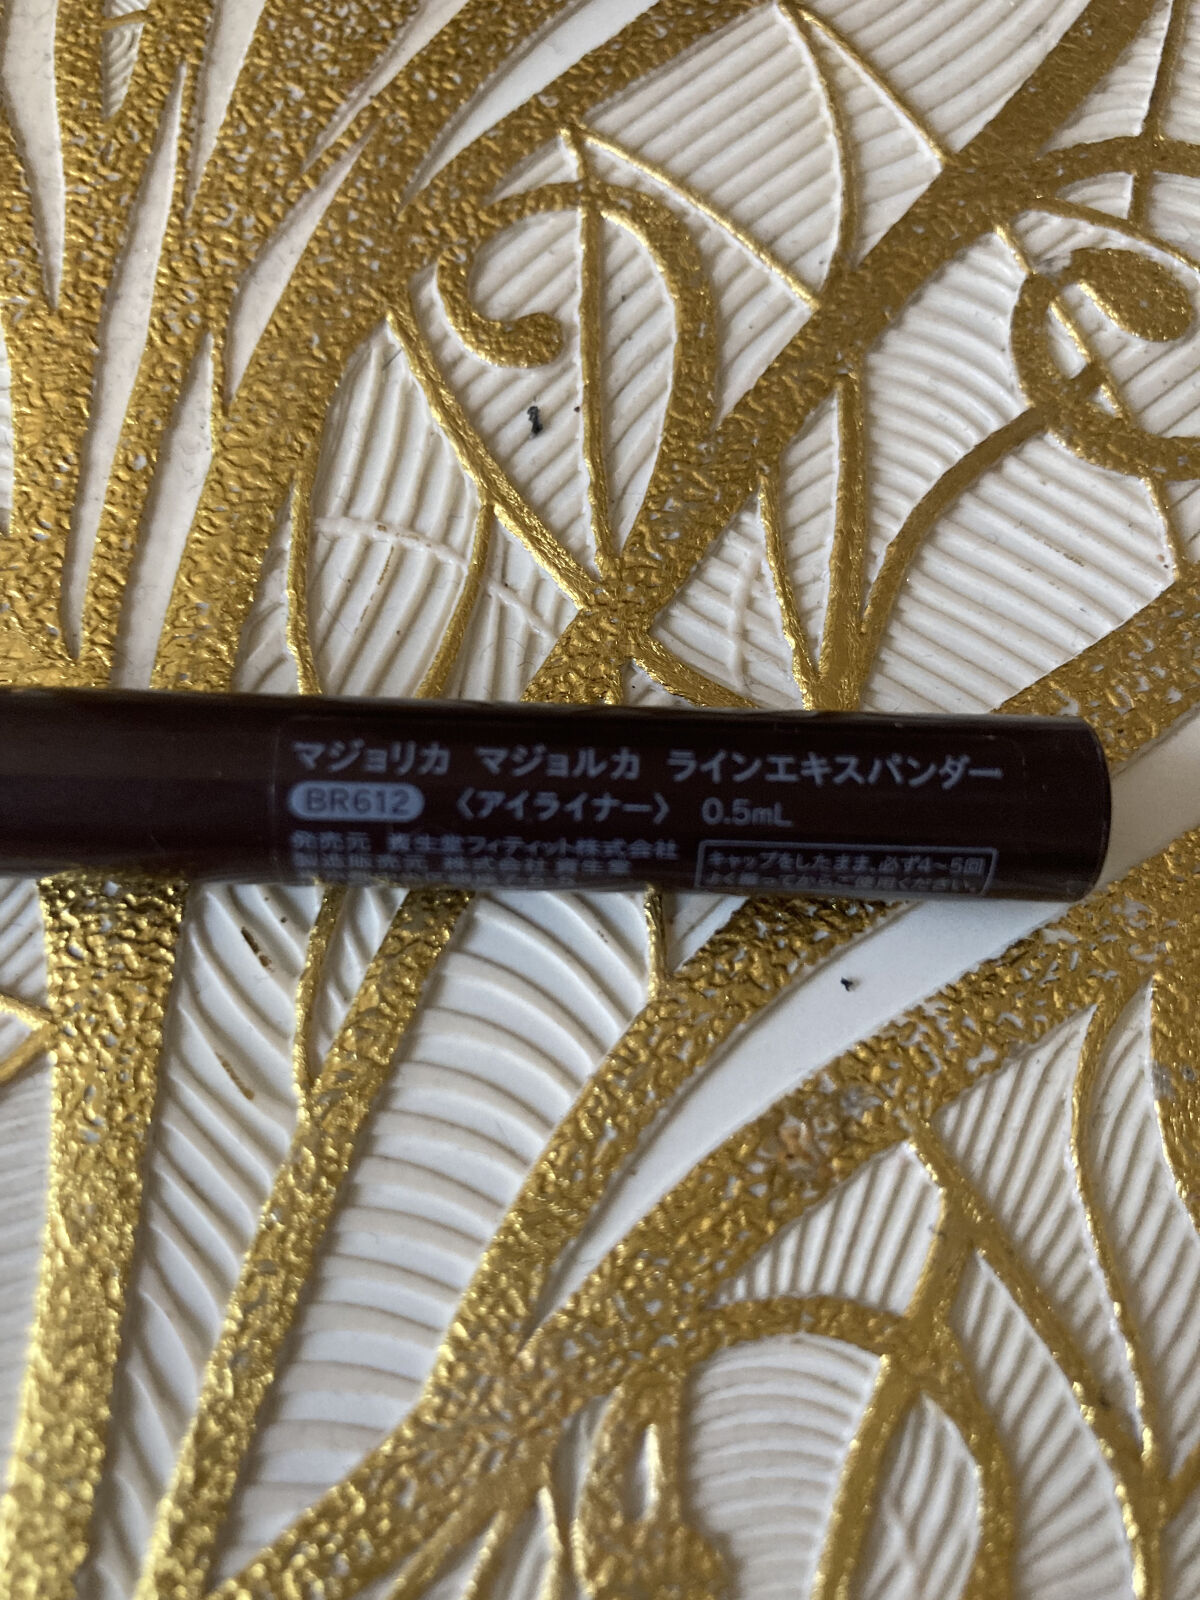 マジョリカ マジョルカ ラインエキスパンダー
BR612 〈アイライナー〉 0.5mL
発売元 資生堂フィティット株式会社
製造販売元 株式会社 資生堂
キャップをしたまま、必ず4～5回
よく振ってからご使用ください。